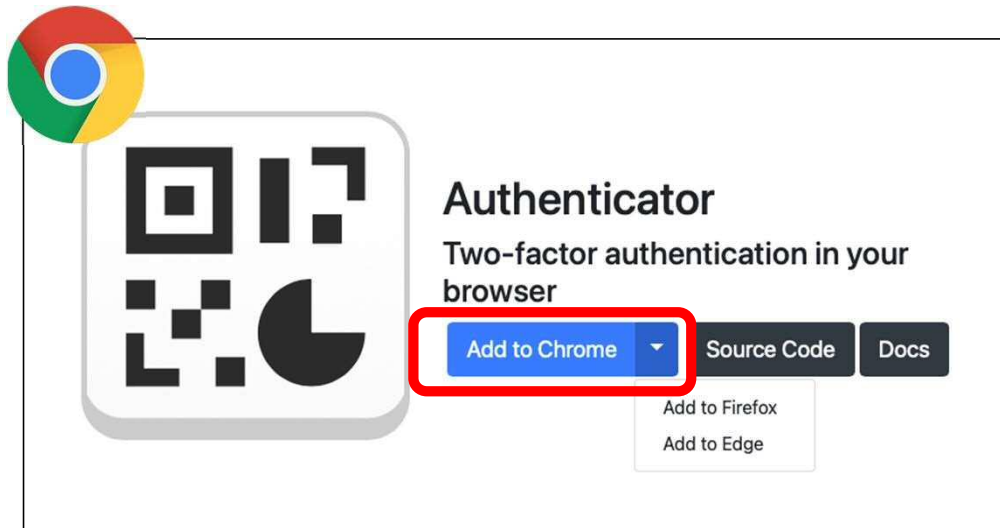 Authenticator
Two-factor authentication in your
browser
Add to Chrome
Source Code
Docs
Add to Firefox
Add to Edge